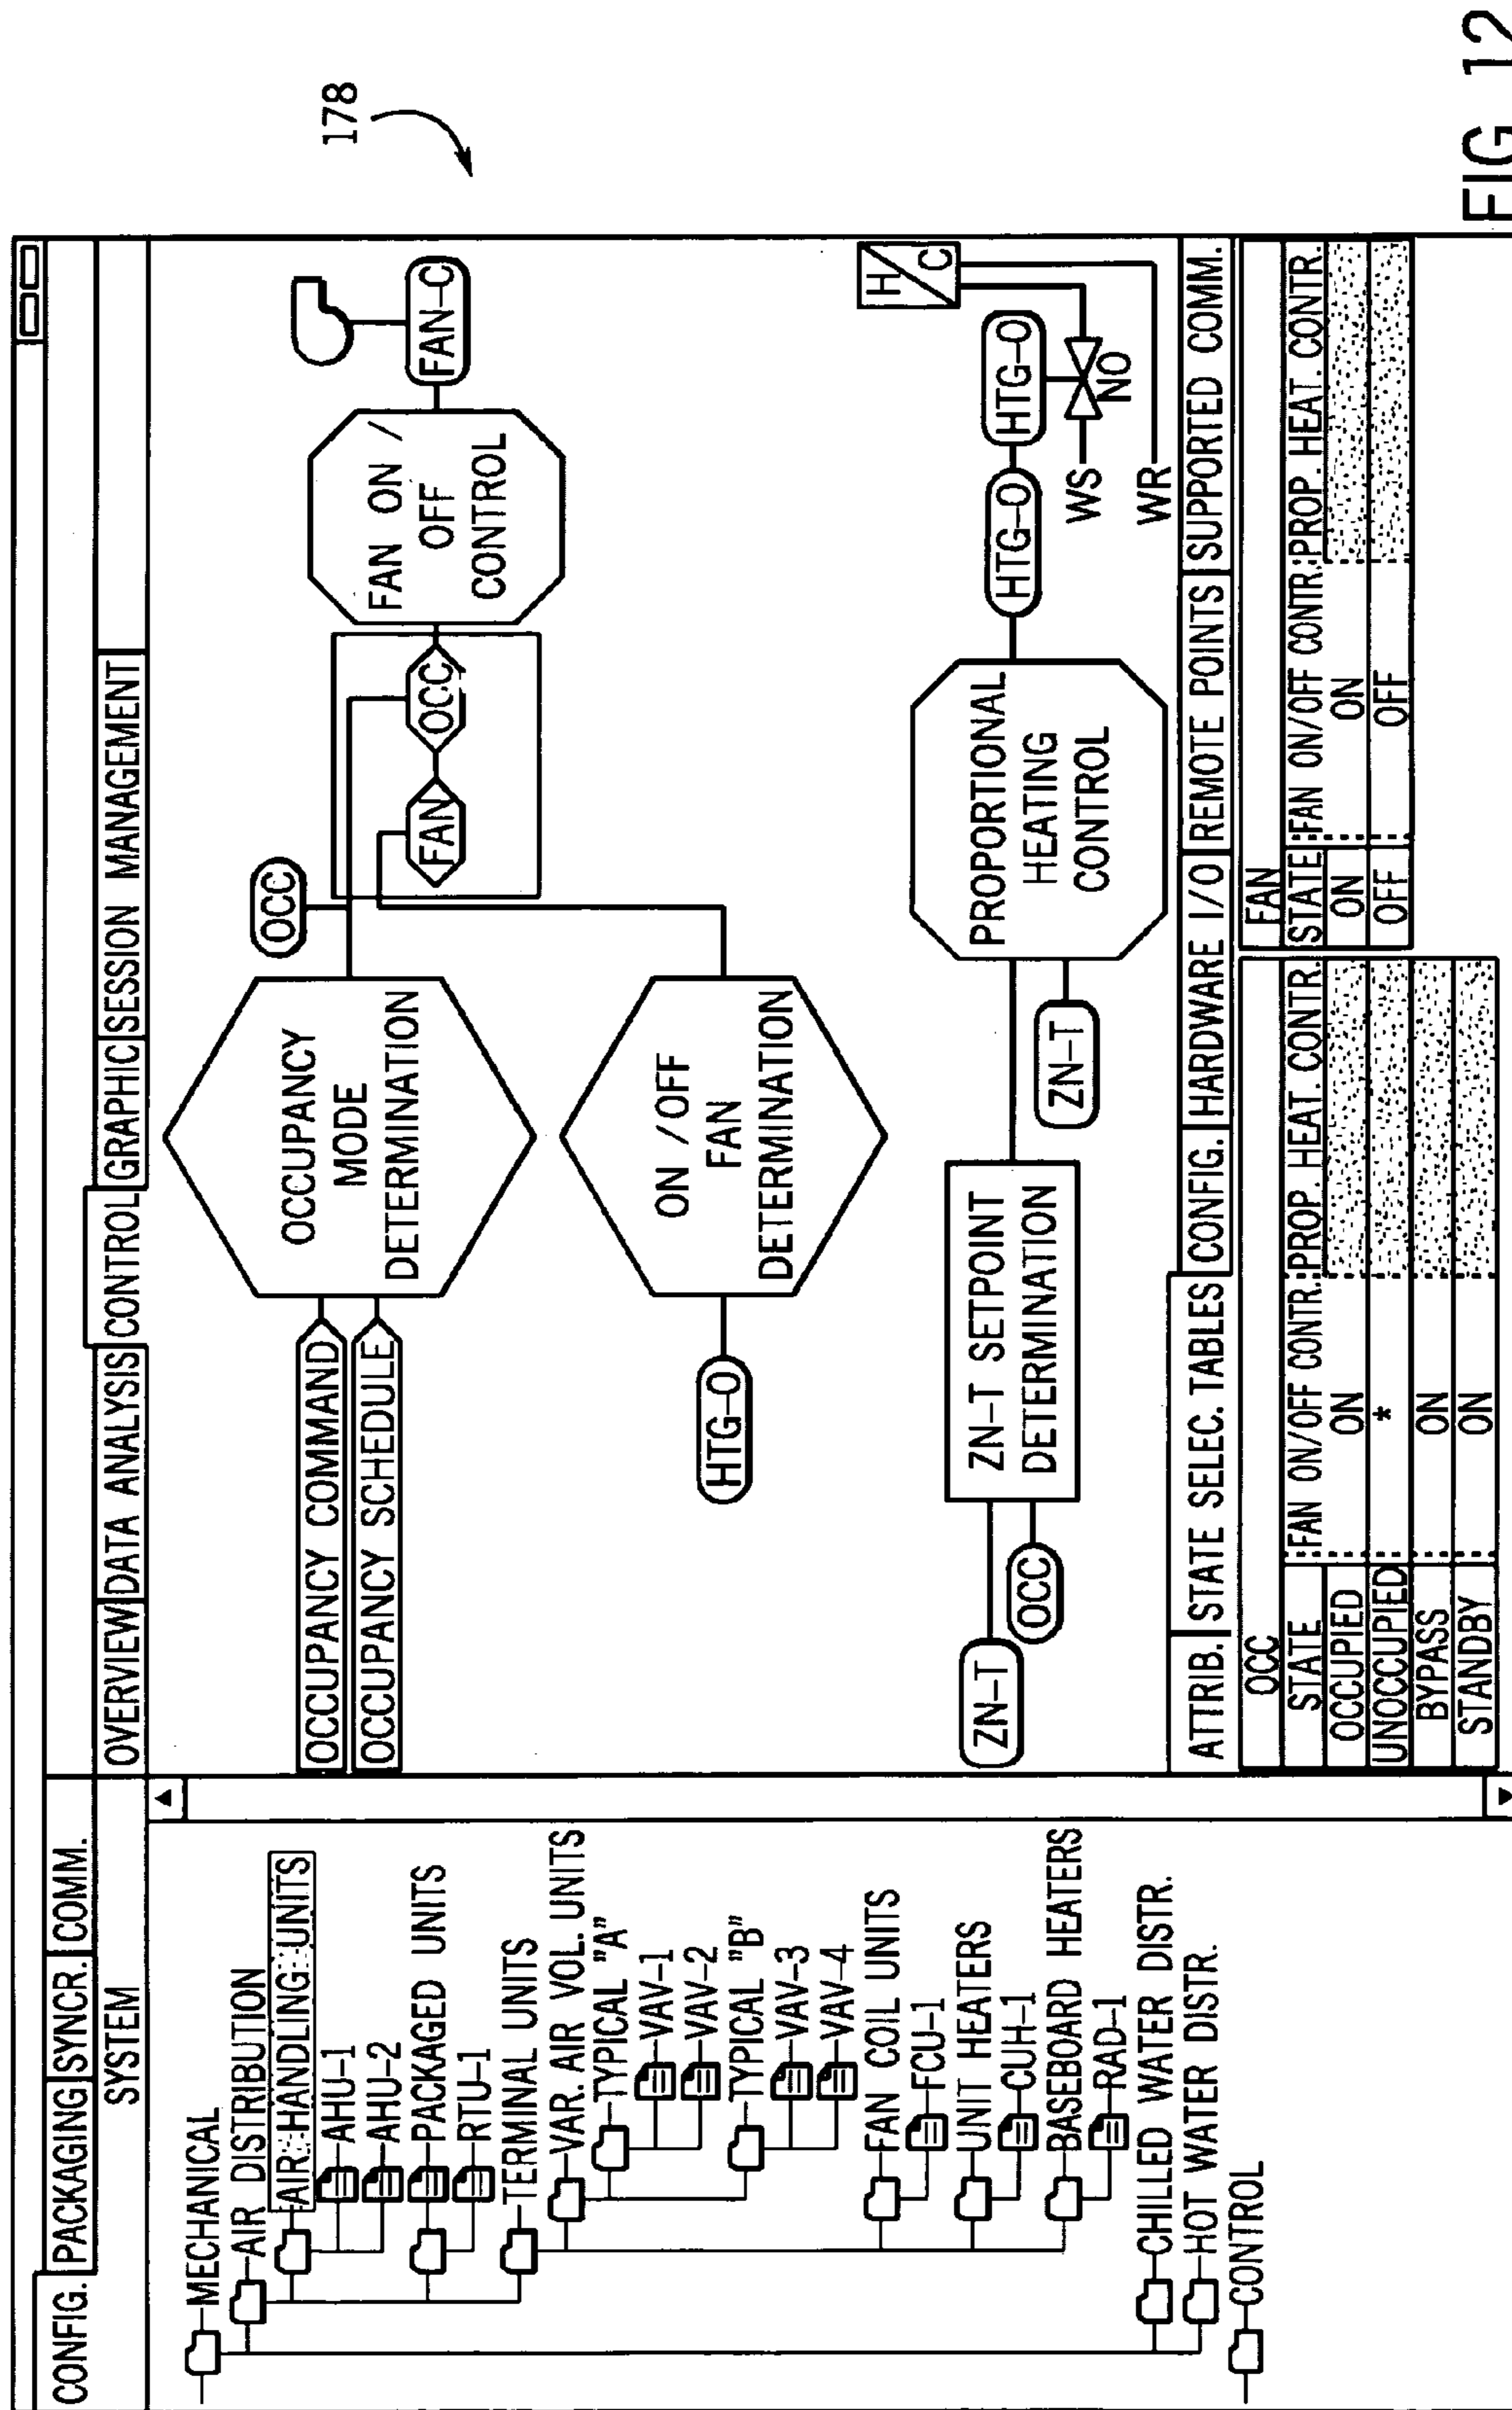 CONFIG. PACKAGING SYNCR. COMM.
SYSTEM
MECHANICAL
AIR DISTRIBUTION
AIR HANDLING UNITS
AHU-1
AHU-2
PACKAGED UNITS
RTU-1
TERMINAL UNITS
VAR. AIR VOL. UNITS
TYPICAL "A"
VAV-1
VAV-2
TYPICAL "B"
VAV-3
VAV-4
FAN COIL UNITS
FCU-1
UNIT HEATERS
CUH-1
BASEBOARD HEATERS
RAD-1
CHILLED WATER DISTR.
HOT WATER DISTR.
CONTROL
OVERVIEW DATA ANALYSIS CONTROL GRAPHIC SESSION MANAGEMENT
OCCUPANCY COMMAND
OCCUPANCY SCHEDULE
OCCUPANCY
MODE
DETERMINATION
OCC
FAN
OCC
FAN ON /
OFF
CONTROL
FAN-C
HTG-O
ON / OFF
FAN
DETERMINATION
ZN-T
OCC
ZN-T SETPOINT
DETERMINATION
ZN-T
PROPORTIONAL
HEATING
CONTROL
HTG-O
HTG-O
H
C
WS
NO
WR
ATTRIB. STATE SELEC. TABLES CONFIG. HARDWARE I/O REMOTE POINTS SUPPORTED COMM.
OCC
STATE FAN ON/OFF CONTR. PROP. HEAT. CONTR.
OCCUPIED ON
UNOCCUPIED *
BYPASS ON
STANDBY ON
FAN
STATE FAN ON/OFF CONTR. PROP. HEAT. CONTR.
ON ON
OFF OFF
178
FIG. 12